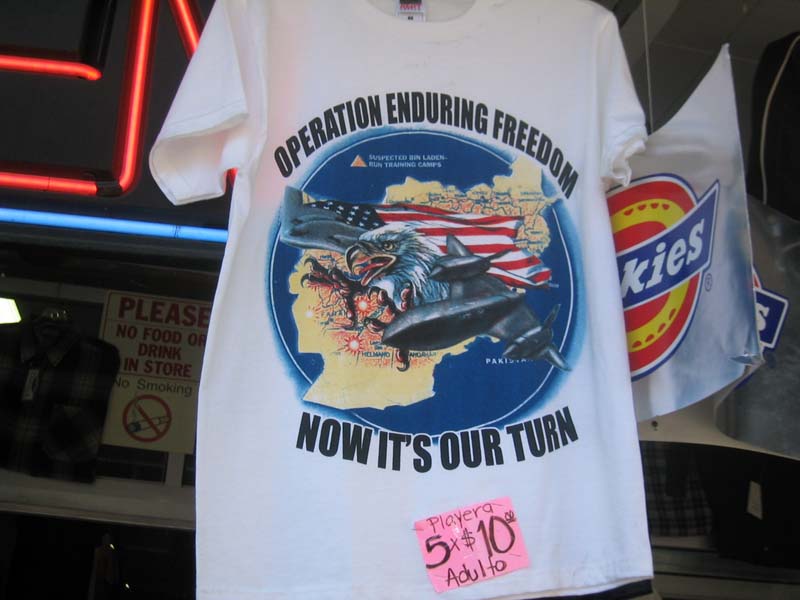 OPERATION ENDURING FREEDOM
SUSPECTED BIN LADEN-
RUN TRAINING CAMPS
HELMAND
PAKISTAN
NOW IT'S OUR TURN
Playera
5x$10.00
Adulto
PLEASE
NO FOOD OR
DRINK
IN STORE
No Smoking
kies
s